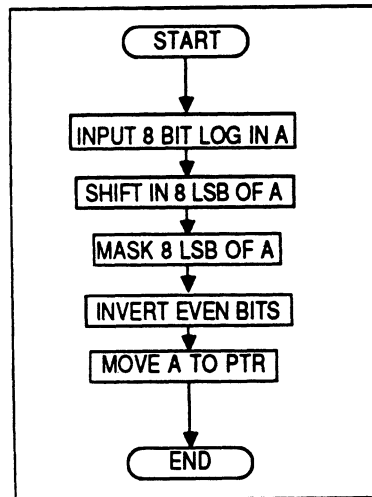 START
INPUT 8 BIT LOG IN A
SHIFT IN 8 LSB OF A
MASK 8 LSB OF A
INVERT EVEN BITS
MOVE A TO PTR
END